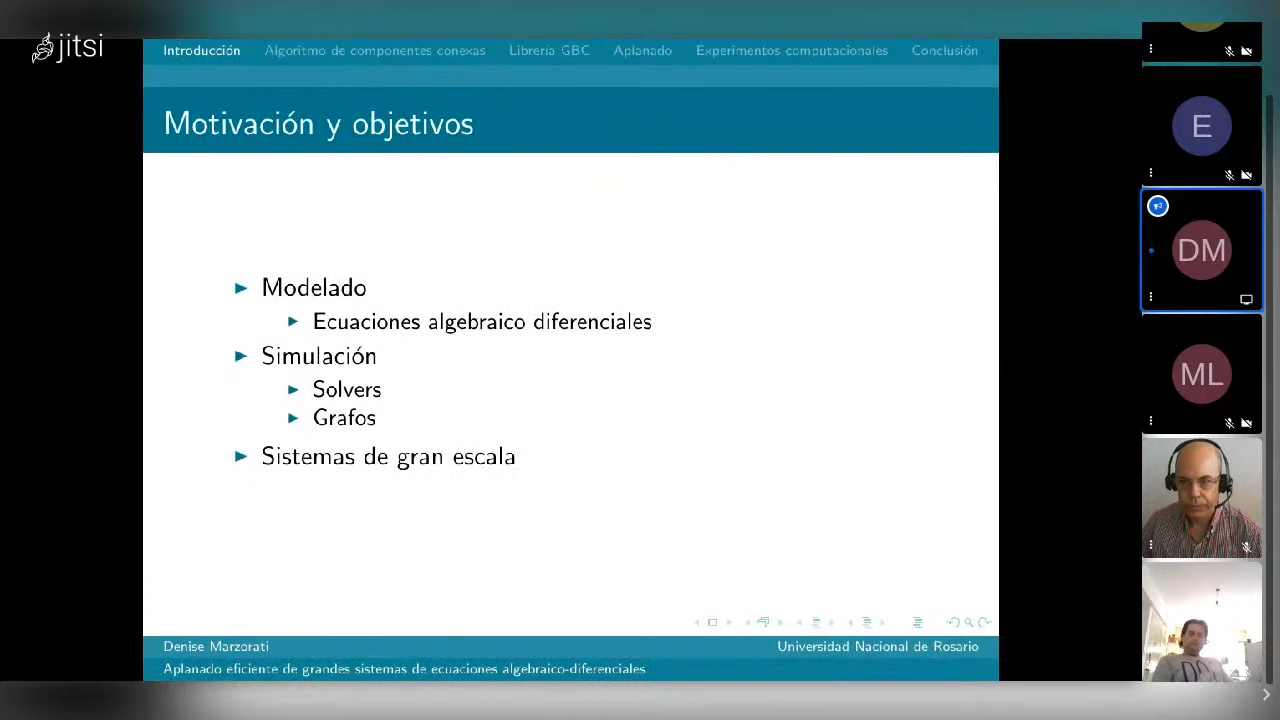 jitsi
Introducción Algoritmo de componentes conexas Librería GBC Aplanado Experimentos computacionales Conclusión
Motivación y objetivos
Modelado
Ecuaciones algebraico diferenciales
Simulación
Solvers
Grafos
Sistemas de gran escala
Denise Marzorati Universidad Nacional de Rosario
Aplanado eficiente de grandes sistemas de ecuaciones algebraico-diferenciales
E
DM
ML